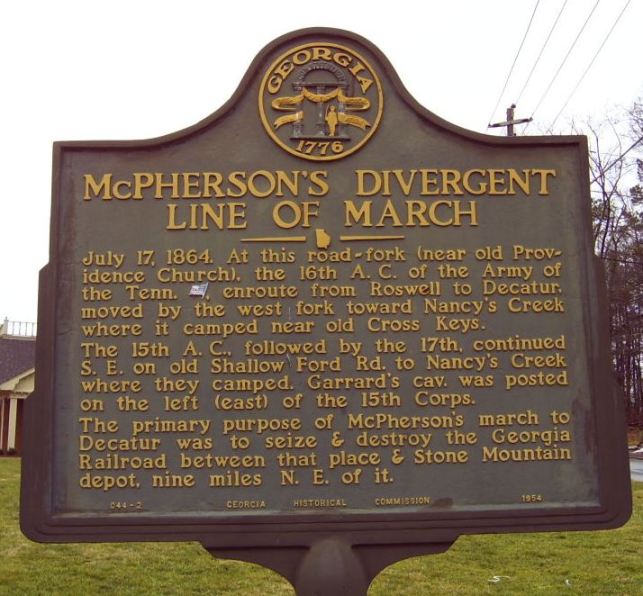 GEORGIA
1776
McPHERSON'S DIVERGENT
LINE OF MARCH
July 17, 1864. At this road-fork (near old Prov-
idence Church), the 16th A. C. of the Army of
the Tenn. enroute from Roswell to Decatur,
moved by the west fork toward Nancy's Creek
where it camped near old Cross Keys.
The 15th A. C., followed by the 17th, continued
S. E. on old Shallow Ford Rd. to Nancy's Creek
where they camped. Garrard's cav. was posted
on the left (east) of the 15th Corps.
The primary purpose of McPherson's march to
Decatur was to seize & destroy the Georgia
Railroad between that place & Stone Mountain
depot, nine miles N. E. of it.
044-2 GEORGIA HISTORICAL COMMISSION 1954